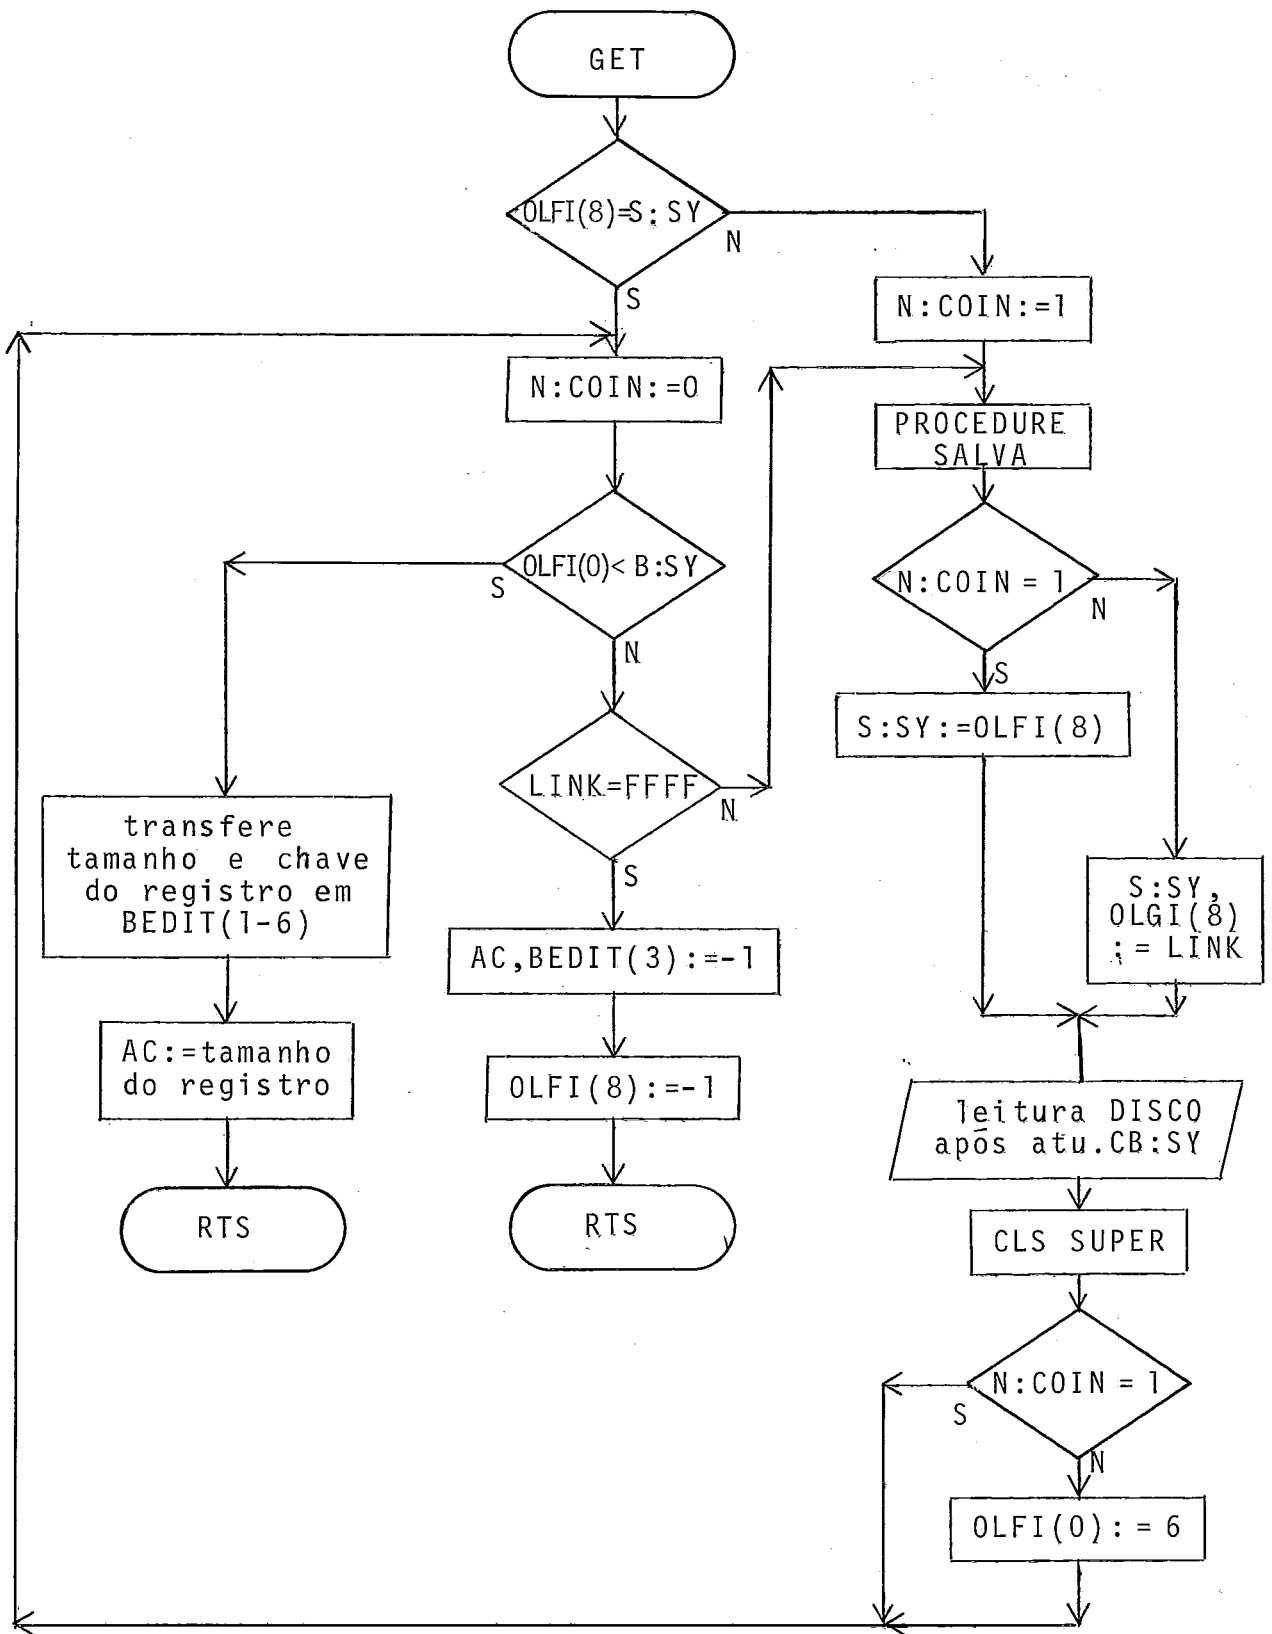 GET
OLFI(8)=S:SY
N
S
N:COIN:=1
N:COIN:=0
PROCEDURE
SALVA
OLFI(0)< B:SY
S
N
N:COIN = 1
N
S
S:SY:=OLFI(8)
LINK=FFFF
N
S
transfere
tamanho e chave
do registro em
BEDIT(1-6)
S:SY,
OLGI(8)
:= LINK
AC,BEDIT(3):=-1
AC:=tamanho
do registro
OLFI(8):=-1
leitura DISCO
após atu.CB:SY
RTS
RTS
CLS SUPER
N:COIN = 1
S
N
OLFI(0):= 6